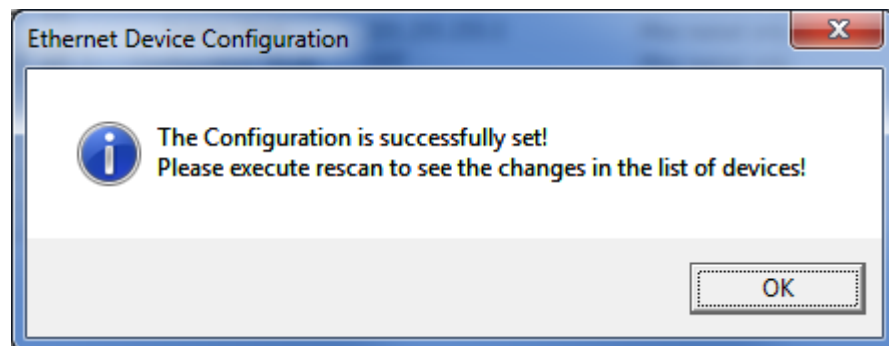 Ethernet Device Configuration
The Configuration is successfully set!
Please execute rescan to see the changes in the list of devices!
OK